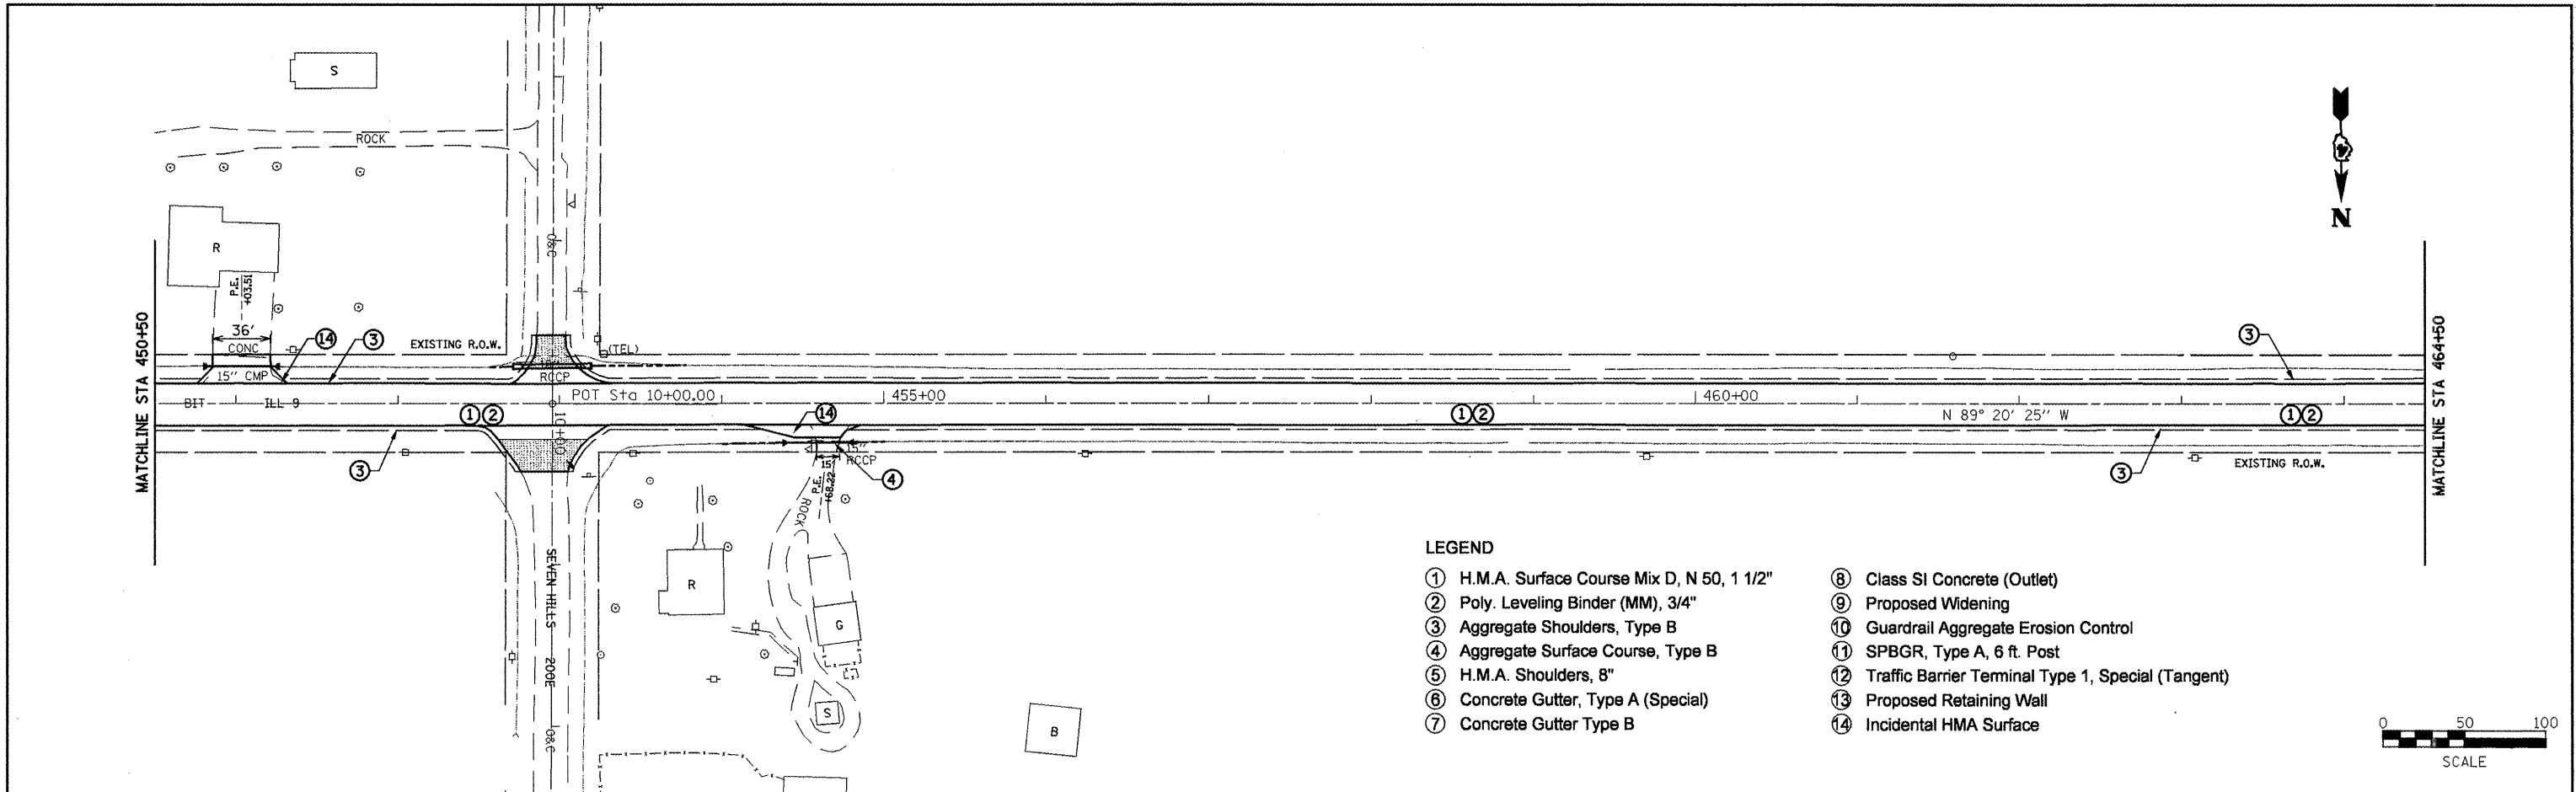 S
ROCK
R
P.E.
+03.51
36'
CONC
15" CMP
14
3
EXISTING R.O.W.
O&C
(TEL)
RCCP
3
N
MATCHLINE STA 450+50
BIT
ILL 9
POT Sta 10+00.00
455+00
460+00
N 89° 20' 25" W
MATCHLINE STA 464+50
1 2
10+00
14
1 2
1 2
3
15"
RCCP
15'
4
P.E.
+68.22
3
EXISTING R.O.W.
ROCK
SEVEN HILLS 200E
O&C
R
G
S
B
LEGEND
1 H.M.A. Surface Course Mix D, N 50, 1 1/2"
2 Poly. Leveling Binder (MM), 3/4"
3 Aggregate Shoulders, Type B
4 Aggregate Surface Course, Type B
5 H.M.A. Shoulders, 8"
6 Concrete Gutter, Type A (Special)
7 Concrete Gutter Type B
8 Class SI Concrete (Outlet)
9 Proposed Widening
10 Guardrail Aggregate Erosion Control
11 SPBGR, Type A, 6 ft. Post
12 Traffic Barrier Terminal Type 1, Special (Tangent)
13 Proposed Retaining Wall
14 Incidental HMA Surface
0 50 100
SCALE